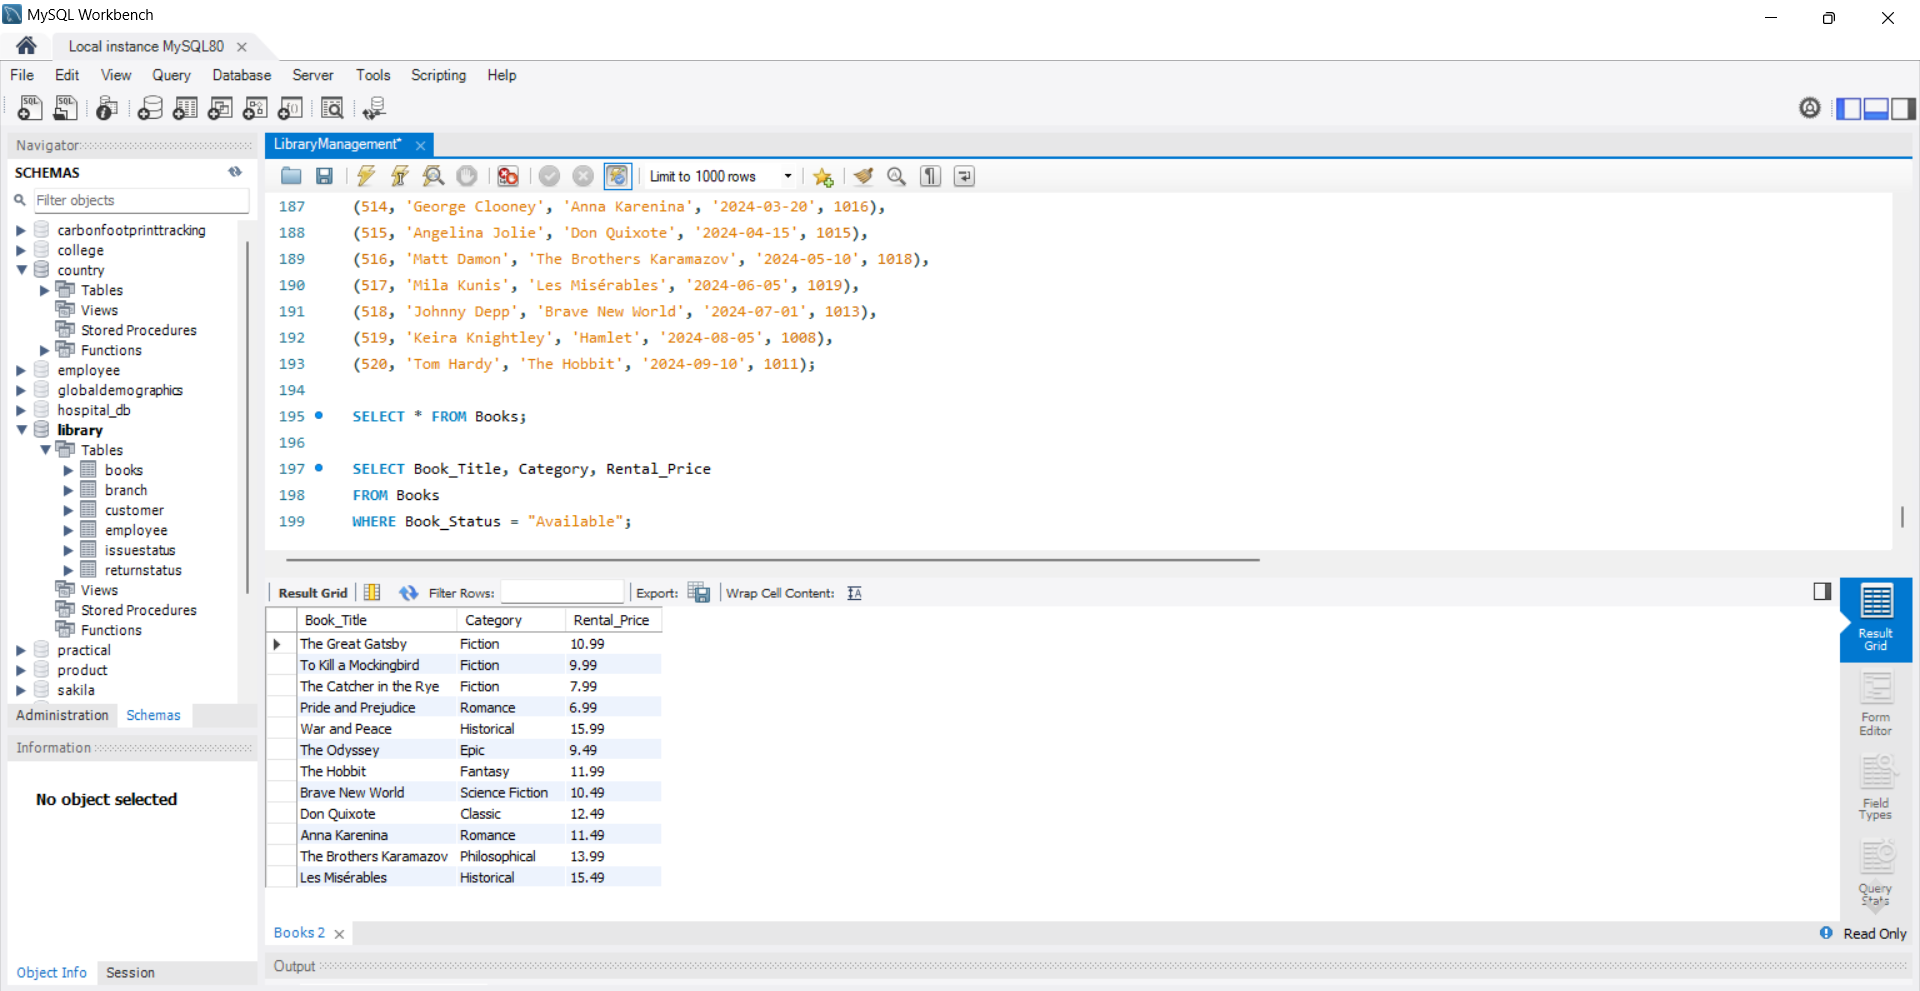 MySQL Workbench
Local instance MySQL80
File Edit View Query Database Server Tools Scripting Help
Navigator
SCHEMAS
Filter objects
carbonfootprinttracking
college
country
Tables
Views
Stored Procedures
Functions
employee
globaldemographics
hospital_db
library
Tables
books
branch
customer
employee
issuestatus
returnstatus
Views
Stored Procedures
Functions
practical
product
sakila
Administration Schemas
Information
No object selected
Object Info Session
LibraryManagement*
Limit to 1000 rows
187 (514, 'George Clooney', 'Anna Karenina', '2024-03-20', 1016),
188 (515, 'Angelina Jolie', 'Don Quixote', '2024-04-15', 1015),
189 (516, 'Matt Damon', 'The Brothers Karamazov', '2024-05-10', 1018),
190 (517, 'Mila Kunis', 'Les Misérables', '2024-06-05', 1019),
191 (518, 'Johnny Depp', 'Brave New World', '2024-07-01', 1013),
192 (519, 'Keira Knightley', 'Hamlet', '2024-08-05', 1008),
193 (520, 'Tom Hardy', 'The Hobbit', '2024-09-10', 1011);
194
195 SELECT * FROM Books;
196
197 SELECT Book_Title, Category, Rental_Price
198 FROM Books
199 WHERE Book_Status = "Available";
Result Grid Filter Rows: Export: Wrap Cell Content:
Book_Title Category Rental_Price
The Great Gatsby Fiction 10.99
To Kill a Mockingbird Fiction 9.99
The Catcher in the Rye Fiction 7.99
Pride and Prejudice Romance 6.99
War and Peace Historical 15.99
The Odyssey Epic 9.49
The Hobbit Fantasy 11.99
Brave New World Science Fiction 10.49
Don Quixote Classic 12.49
Anna Karenina Romance 11.49
The Brothers Karamazov Philosophical 13.99
Les Misérables Historical 15.49
Result
Grid
Form
Editor
Field
Types
Query
Stats
Books 2
Read Only
Output